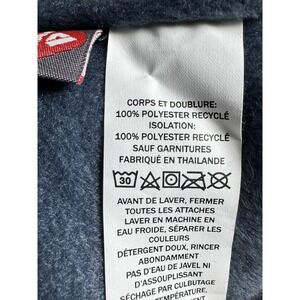 CORPS ET DOUBLURE:
100% POLYESTER RECYCLÉ
ISOLATION:
100% POLYESTER RECYCLÉ
SAUF GARNITURES
FABRIQUÉ EN THAILANDE
30
AVANT DE LAVER, FERMER
TOUTES LES ATTACHES
LAVER EN MACHINE EN
EAU FROIDE, SÉPARER LES
COULEURS
DÉTERGENT DOUX, RINCER
ABONDAMMENT
PAS D'EAU DE JAVEL NI
D'ASSOUPLISSANT
SÉCHAGE PAR CULBUTAGE